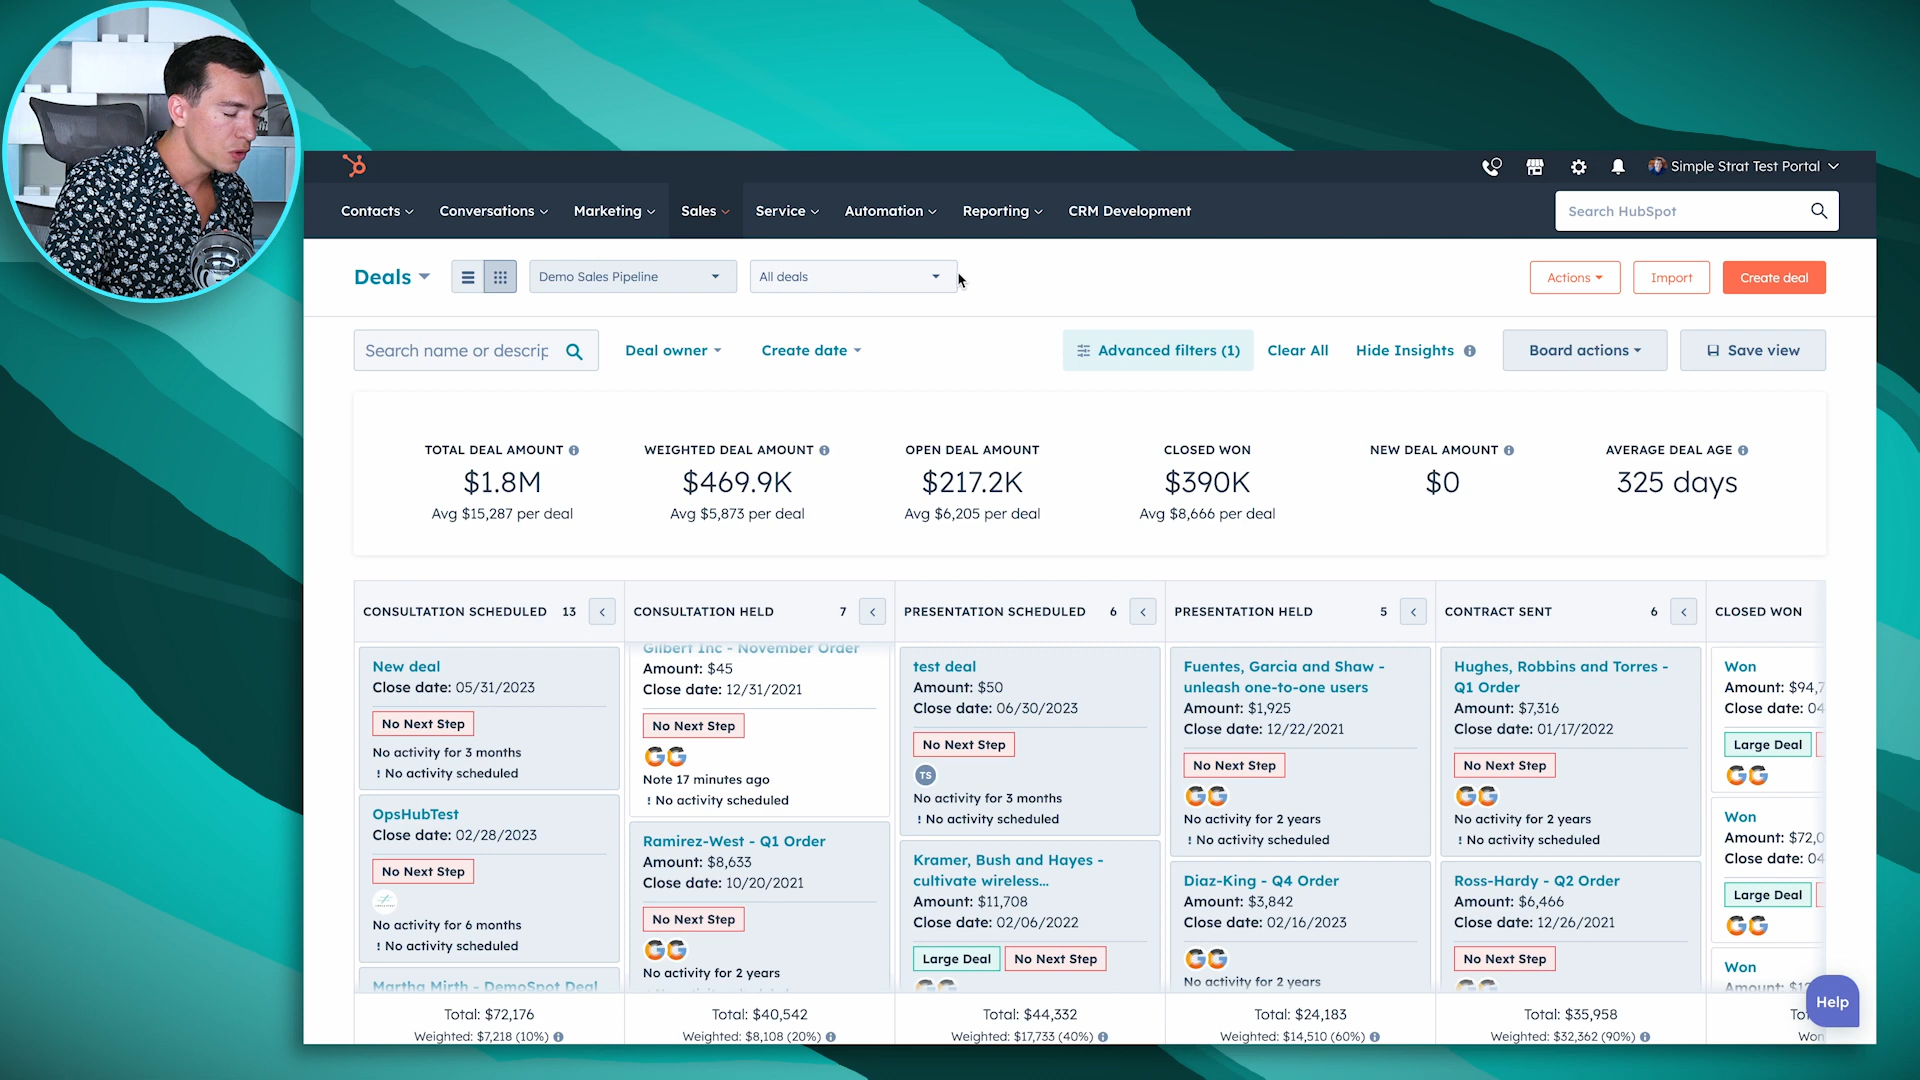 Simple Strat Test Portal
Contacts
Conversations
Marketing
Sales
Service
Automation
Reporting
CRM Development
Search HubSpot
Deals
Demo Sales Pipeline
All deals
Actions
Import
Create deal
Search name or descrip
Deal owner
Create date
Advanced filters (1)
Clear All
Hide Insights
Board actions
Save view
TOTAL DEAL AMOUNT
$1.8M
Avg $15,287 per deal
WEIGHTED DEAL AMOUNT
$469.9K
Avg $5,873 per deal
OPEN DEAL AMOUNT
$217.2K
Avg $6,205 per deal
CLOSED WON
$390K
Avg $8,666 per deal
NEW DEAL AMOUNT
$0
AVERAGE DEAL AGE
325 days
CONSULTATION SCHEDULED 13
New deal
Close date: 05/31/2023
No Next Step
No activity for 3 months
! No activity scheduled
OpsHubTest
Close date: 02/28/2023
No Next Step
No activity for 6 months
! No activity scheduled
Martha Mirth - DemoSpot Deal
Total: $72,176
Weighted: $7,218 (10%)
CONSULTATION HELD 7
Gilbert Inc - November Order
Amount: $45
Close date: 12/31/2021
No Next Step
Note 17 minutes ago
! No activity scheduled
Ramirez-West - Q1 Order
Amount: $8,633
Close date: 10/20/2021
No Next Step
No activity for 2 years
Total: $40,542
Weighted: $8,108 (20%)
PRESENTATION SCHEDULED 6
test deal
Amount: $50
Close date: 06/30/2023
No Next Step
TS
No activity for 3 months
! No activity scheduled
Kramer, Bush and Hayes -
cultivate wireless...
Amount: $11,708
Close date: 02/06/2022
Large Deal No Next Step
Total: $44,332
Weighted: $17,733 (40%)
PRESENTATION HELD 5
Fuentes, Garcia and Shaw -
unleash one-to-one users
Amount: $1,925
Close date: 12/22/2021
No Next Step
No activity for 2 years
! No activity scheduled
Diaz-King - Q4 Order
Amount: $3,842
Close date: 02/16/2023
No activity for 2 years
Total: $24,183
Weighted: $14,510 (60%)
CONTRACT SENT 6
Hughes, Robbins and Torres -
Q1 Order
Amount: $7,316
Close date: 01/17/2022
No Next Step
No activity for 2 years
! No activity scheduled
Ross-Hardy - Q2 Order
Amount: $6,466
Close date: 12/26/2021
No Next Step
Total: $35,958
Weighted: $32,362 (90%)
CLOSED WON
Won
Amount: $94,7
Close date: 04
Large Deal
Won
Amount: $72,0
Close date: 04
Large Deal
Won
Help